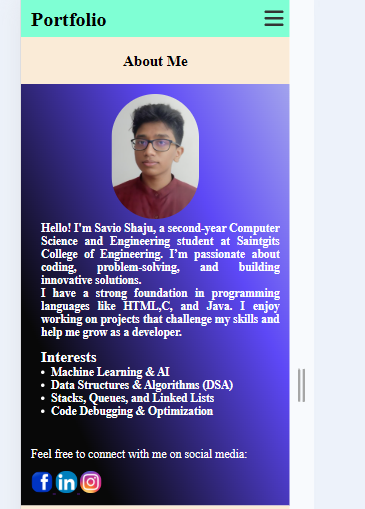 Portfolio
About Me
Hello! I'm Savio Shaju, a second-year Computer
Science and Engineering student at Saintgits
College of Engineering. I'm passionate about
coding, problem-solving, and building
innovative solutions.
I have a strong foundation in programming
languages like HTML,C, and Java. I enjoy
working on projects that challenge my skills and
help me grow as a developer.
Interests
• Machine Learning & AI
• Data Structures & Algorithms (DSA)
• Stacks, Queues, and Linked Lists
• Code Debugging & Optimization
Feel free to connect with me on social media:
f in